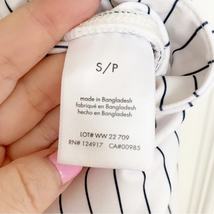 S/P
made in Bangladesh
fabriqué en Bangladesh
hecho en Bangladesh
LOT# WW 22 709
RN# 124917 CA#00985